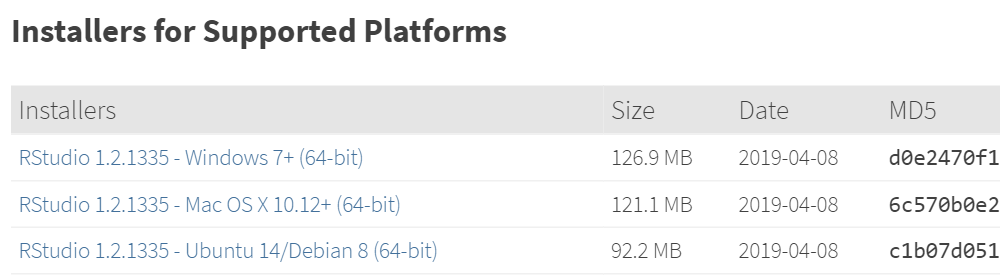 Installers for Supported Platforms
Installers Size Date MD5
RStudio 1.2.1335 - Windows 7+ (64-bit) 126.9 MB 2019-04-08 d0e2470f1
RStudio 1.2.1335 - Mac OS X 10.12+ (64-bit) 121.1 MB 2019-04-08 6c570b0e2
RStudio 1.2.1335 - Ubuntu 14/Debian 8 (64-bit) 92.2 MB 2019-04-08 c1b07d051